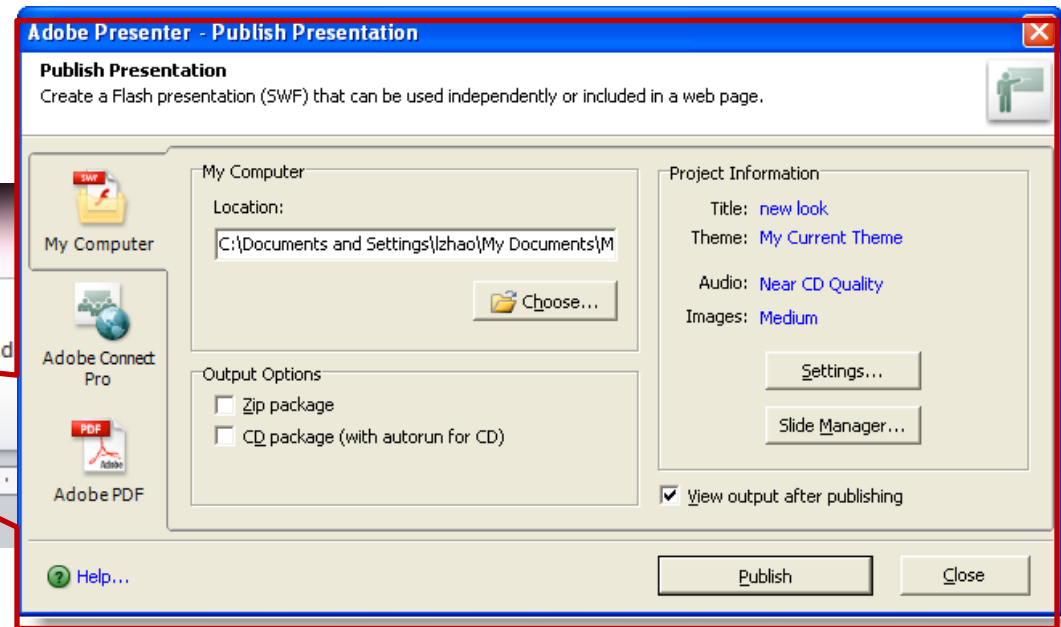 Adobe Presenter - Publish Presentation
Publish Presentation
Create a Flash presentation (SWF) that can be used independently or included in a web page.
SWF
My Computer
Adobe Connect
Pro
PDF
Adobe
Adobe PDF
My Computer
Location:
C:\Documents and Settings\lzhao\My Documents\M
Choose...
Output Options
Zip package
CD package (with autorun for CD)
Project Information
Title: new look
Theme: My Current Theme
Audio: Near CD Quality
Images: Medium
Settings...
Slide Manager...
View output after publishing
? Help...
Publish
Close
d